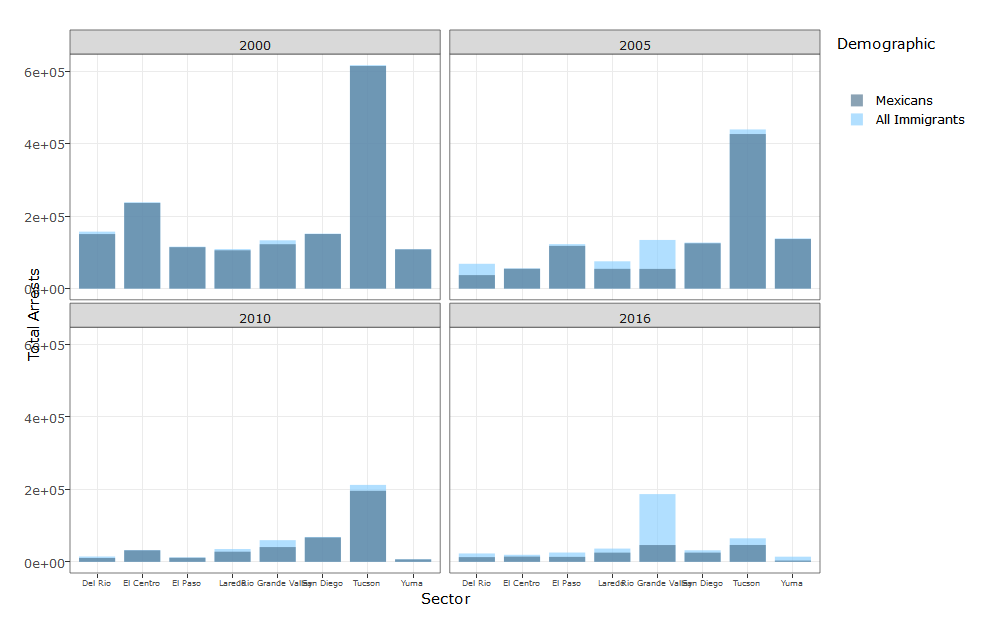 2000
2005
Demographic
Mexicans
All Immigrants
6e+05
4e+05
2e+05
0e+00
Total Arrests
2010
2016
6e+05
4e+05
2e+05
0e+00
Del Rio El Centro El Paso Laredo Rio Grande Valley San Diego Tucson Yuma
Del Rio El Centro El Paso Laredo Rio Grande Valley San Diego Tucson Yuma
Sector